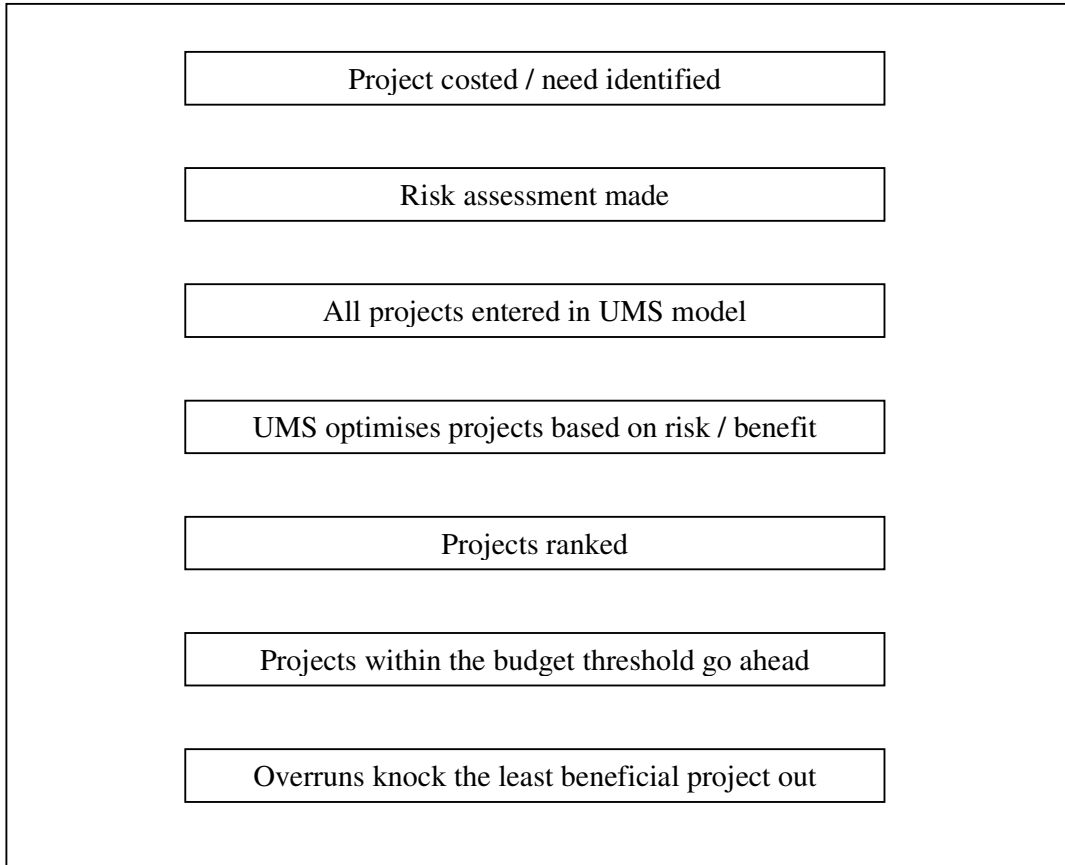 Project costed / need identified
Risk assessment made
All projects entered in UMS model
UMS optimises projects based on risk / benefit
Projects ranked
Projects within the budget threshold go ahead
Overruns knock the least beneficial project out